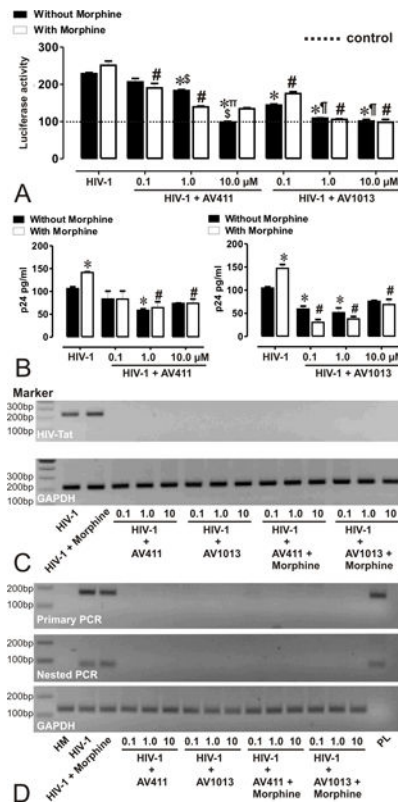 Without Morphine
With Morphine
control
Luciferase activity
300
200
100
0
*$
#
*π
$
*
*¶
HIV-1 0.1 1.0 10.0 µM 0.1 1.0 10.0 µM
HIV-1 + AV411 HIV-1 + AV1013
A
Without Morphine
With Morphine
Without Morphine
With Morphine
p24 pg/ml
200
150
100
50
0
p24 pg/ml
200
150
100
50
0
HIV-1 0.1 1.0 10.0 µM
HIV-1 + AV411
HIV-1 0.1 1.0 10.0 µM
HIV-1 + AV1013
B
Marker
300bp
200bp
100bp
HIV-Tat
300bp
200bp
100bp
GAPDH
HIV-1
HIV-1 + Morphine
0.1 1.0 10 0.1 1.0 10 0.1 1.0 10 0.1 1.0 10
HIV-1 HIV-1 HIV-1 HIV-1
+ + + +
AV411 AV1013 AV411 + AV1013 +
Morphine Morphine
C
200bp
100bp
Primary PCR
200bp
100bp
Nested PCR
200bp
100bp
GAPDH
HM
HIV-1
HIV-1 + Morphine
0.1 1.0 10 0.1 1.0 10 0.1 1.0 10 0.1 1.0 10
PL
HIV-1 HIV-1 HIV-1 HIV-1
+ + + +
AV411 AV1013 AV411 + AV1013 +
Morphine Morphine
D